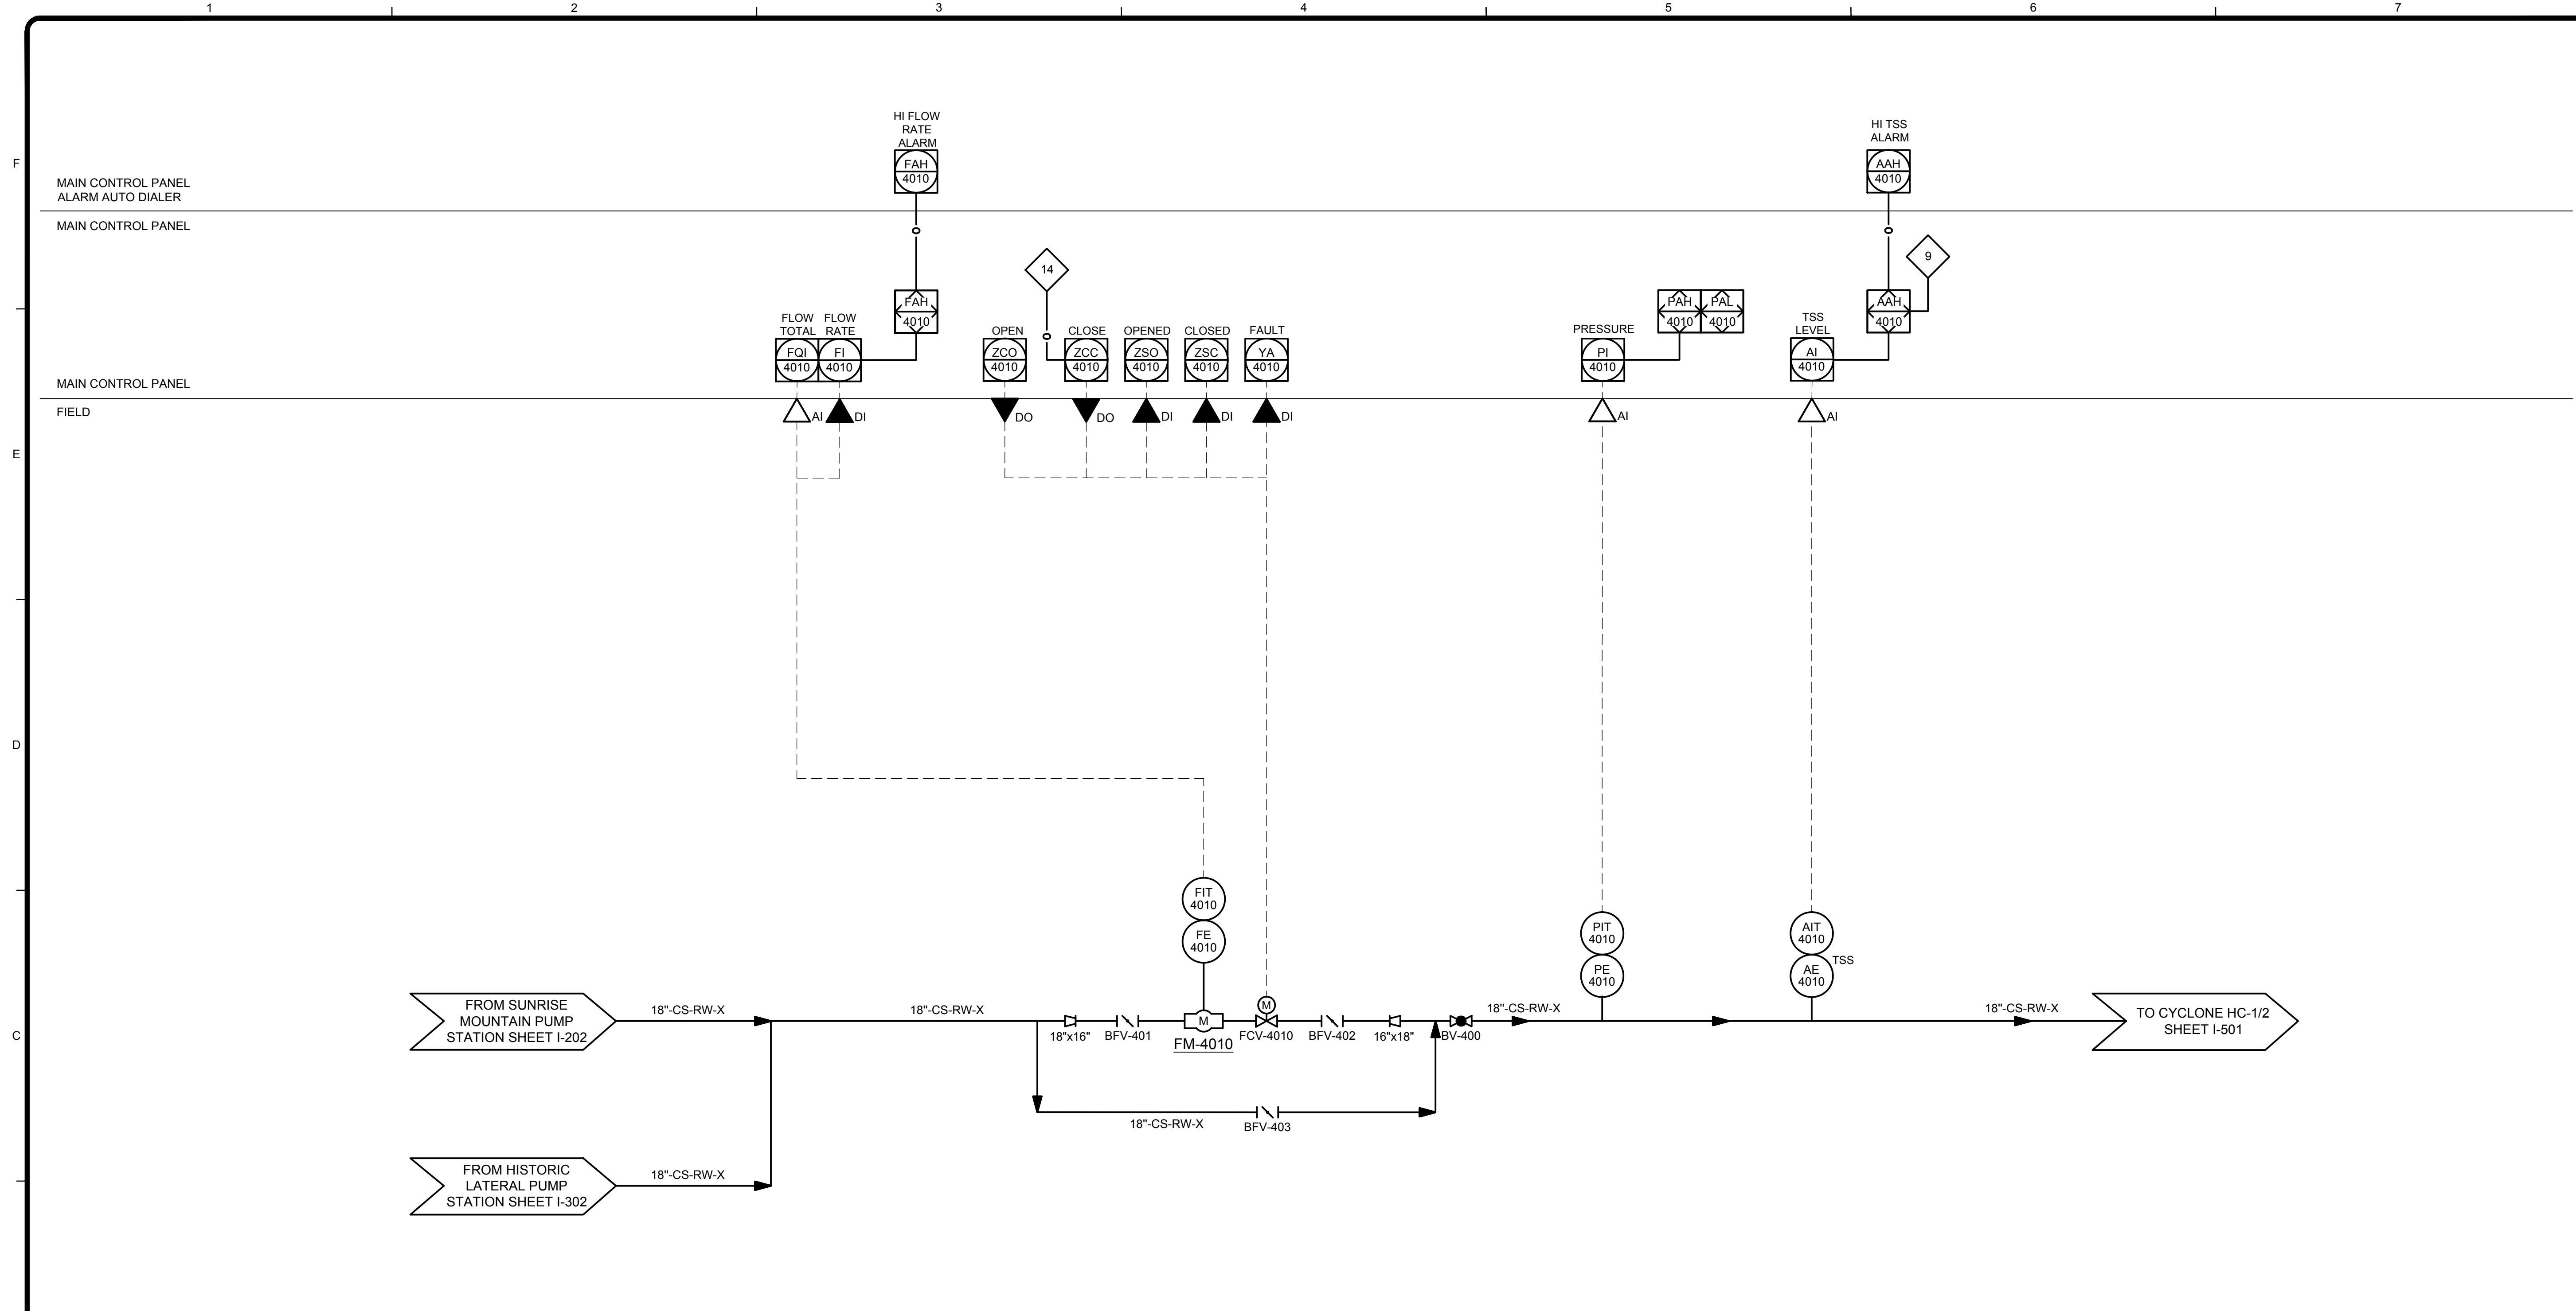 1 2 3 4 5 6 7
HI FLOW
RATE
ALARM
HI TSS
ALARM
F
FAH
4010
AAH
4010
MAIN CONTROL PANEL
ALARM AUTO DIALER
MAIN CONTROL PANEL
14
9
FAH
4010
PAH
4010
PAL
4010
AAH
4010
FLOW
TOTAL
FLOW
RATE
OPEN
CLOSE
OPENED
CLOSED
FAULT
PRESSURE
TSS
LEVEL
FQI
4010
FI
4010
ZCO
4010
ZCC
4010
ZSO
4010
ZSC
4010
YA
4010
PI
4010
AI
4010
MAIN CONTROL PANEL
FIELD
AI
DI
DO
DO
DI
DI
DI
AI
AI
E
D
FIT
4010
FE
4010
PIT
4010
PE
4010
AIT
4010
AE
4010
TSS
C
FROM SUNRISE
MOUNTAIN PUMP
STATION SHEET I-202
18"-CS-RW-X
18"-CS-RW-X
18"x16"
BFV-401
M
FM-4010
M
FCV-4010
BFV-402
16"x18"
BV-400
18"-CS-RW-X
18"-CS-RW-X
TO CYCLONE HC-1/2
SHEET I-501
18"-CS-RW-X
BFV-403
FROM HISTORIC
LATERAL PUMP
STATION SHEET I-302
18"-CS-RW-X